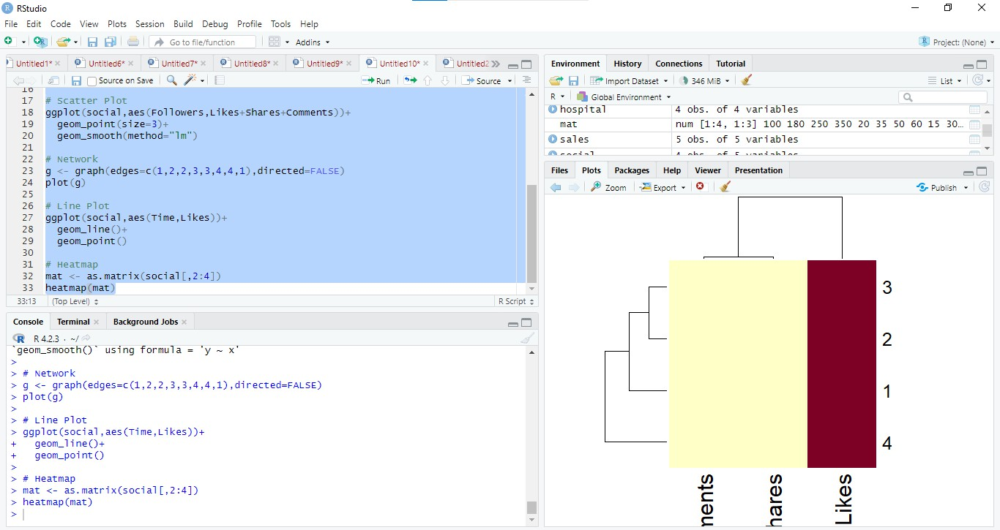 RStudio
File Edit Code View Plots Session Build Debug Profile Tools Help
Go to file/function Addins Project: (None)
Untitled1* Untitled6* Untitled7* Untitled8* Untitled9* Untitled10* Untitled2
Source on Save Run Source
16
17 # Scatter Plot
18 ggplot(social,aes(Followers,Likes+Shares+Comments))+
19 geom_point(size=3)+
20 geom_smooth(method="lm")
21
22 # Network
23 g <- graph(edges=c(1,2,2,3,3,4,4,1),directed=FALSE)
24 plot(g)
25
26 # Line Plot
27 ggplot(social,aes(Time,Likes))+
28 geom_line()+
29 geom_point()
30
31 # Heatmap
32 mat <- as.matrix(social[,2:4])
33 heatmap(mat)
33:13 (Top Level) R Script
Console Terminal Background Jobs
R 4.2.3 · ~/
`geom_smooth()` using formula = 'y ~ x'
>
> # Network
> g <- graph(edges=c(1,2,2,3,3,4,4,1),directed=FALSE)
> plot(g)
>
> # Line Plot
> ggplot(social,aes(Time,Likes))+
+ geom_line()+
+ geom_point()
>
> # Heatmap
> mat <- as.matrix(social[,2:4])
> heatmap(mat)
>
Environment History Connections Tutorial
Import Dataset 346 MiB List
R Global Environment
hospital 4 obs. of 4 variables
mat num [1:4, 1:3] 100 180 250 350 20 35 50 60 15 30...
sales 5 obs. of 5 variables
social 4 obs. of 5 variables
Files Plots Packages Help Viewer Presentation
Zoom Export Publish
3
2
1
4
ments
hares
Likes